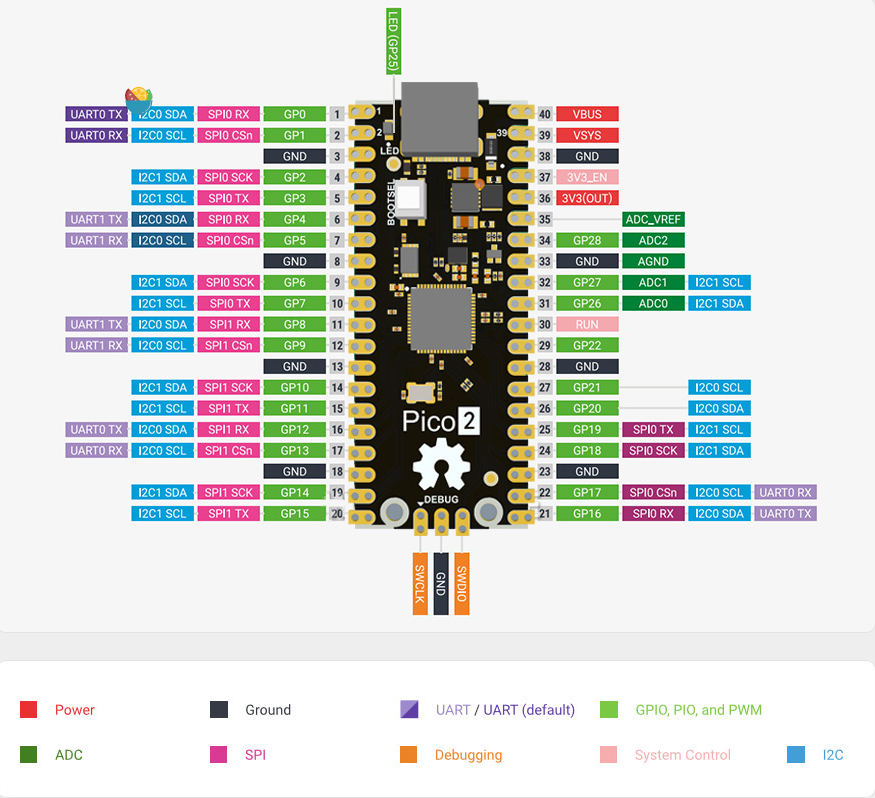 LED (GP25)
UART0 TX I2C0 SDA SPI0 RX GP0 1 1 40 VBUS
UART0 RX I2C0 SCL SPI0 CSn GP1 2 2 39 39 VSYS
GND 3 LED 38 GND
I2C1 SDA SPI0 SCK GP2 4 37 3V3_EN
I2C1 SCL SPI0 TX GP3 5 BOOTSEL 36 3V3(OUT)
UART1 TX I2C0 SDA SPI0 RX GP4 6 35 ADC_VREF
UART1 RX I2C0 SCL SPI0 CSn GP5 7 34 GP28 ADC2
GND 8 33 GND AGND
I2C1 SDA SPI0 SCK GP6 9 32 GP27 ADC1 I2C1 SCL
I2C1 SCL SPI0 TX GP7 10 31 GP26 ADC0 I2C1 SDA
UART1 TX I2C0 SDA SPI1 RX GP8 11 30 RUN
UART1 RX I2C0 SCL SPI1 CSn GP9 12 29 GP22
GND 13 28 GND
I2C1 SDA SPI1 SCK GP10 14 27 GP21 I2C0 SCL
I2C1 SCL SPI1 TX GP11 15 26 GP20 I2C0 SDA
UART0 TX I2C0 SDA SPI1 RX GP12 16 Pico 2 25 GP19 SPI0 TX I2C1 SCL
UART0 RX I2C0 SCL SPI1 CSn GP13 17 24 GP18 SPI0 SCK I2C1 SDA
GND 18 23 GND
I2C1 SDA SPI1 SCK GP14 19 DEBUG 22 GP17 SPI0 CSn I2C0 SCL UART0 RX
I2C1 SCL SPI1 TX GP15 20 21 GP16 SPI0 RX I2C0 SDA UART0 TX
SWCLK GND SWDIO
Power Ground UART / UART (default) GPIO, PIO, and PWM
ADC SPI Debugging System Control I2C